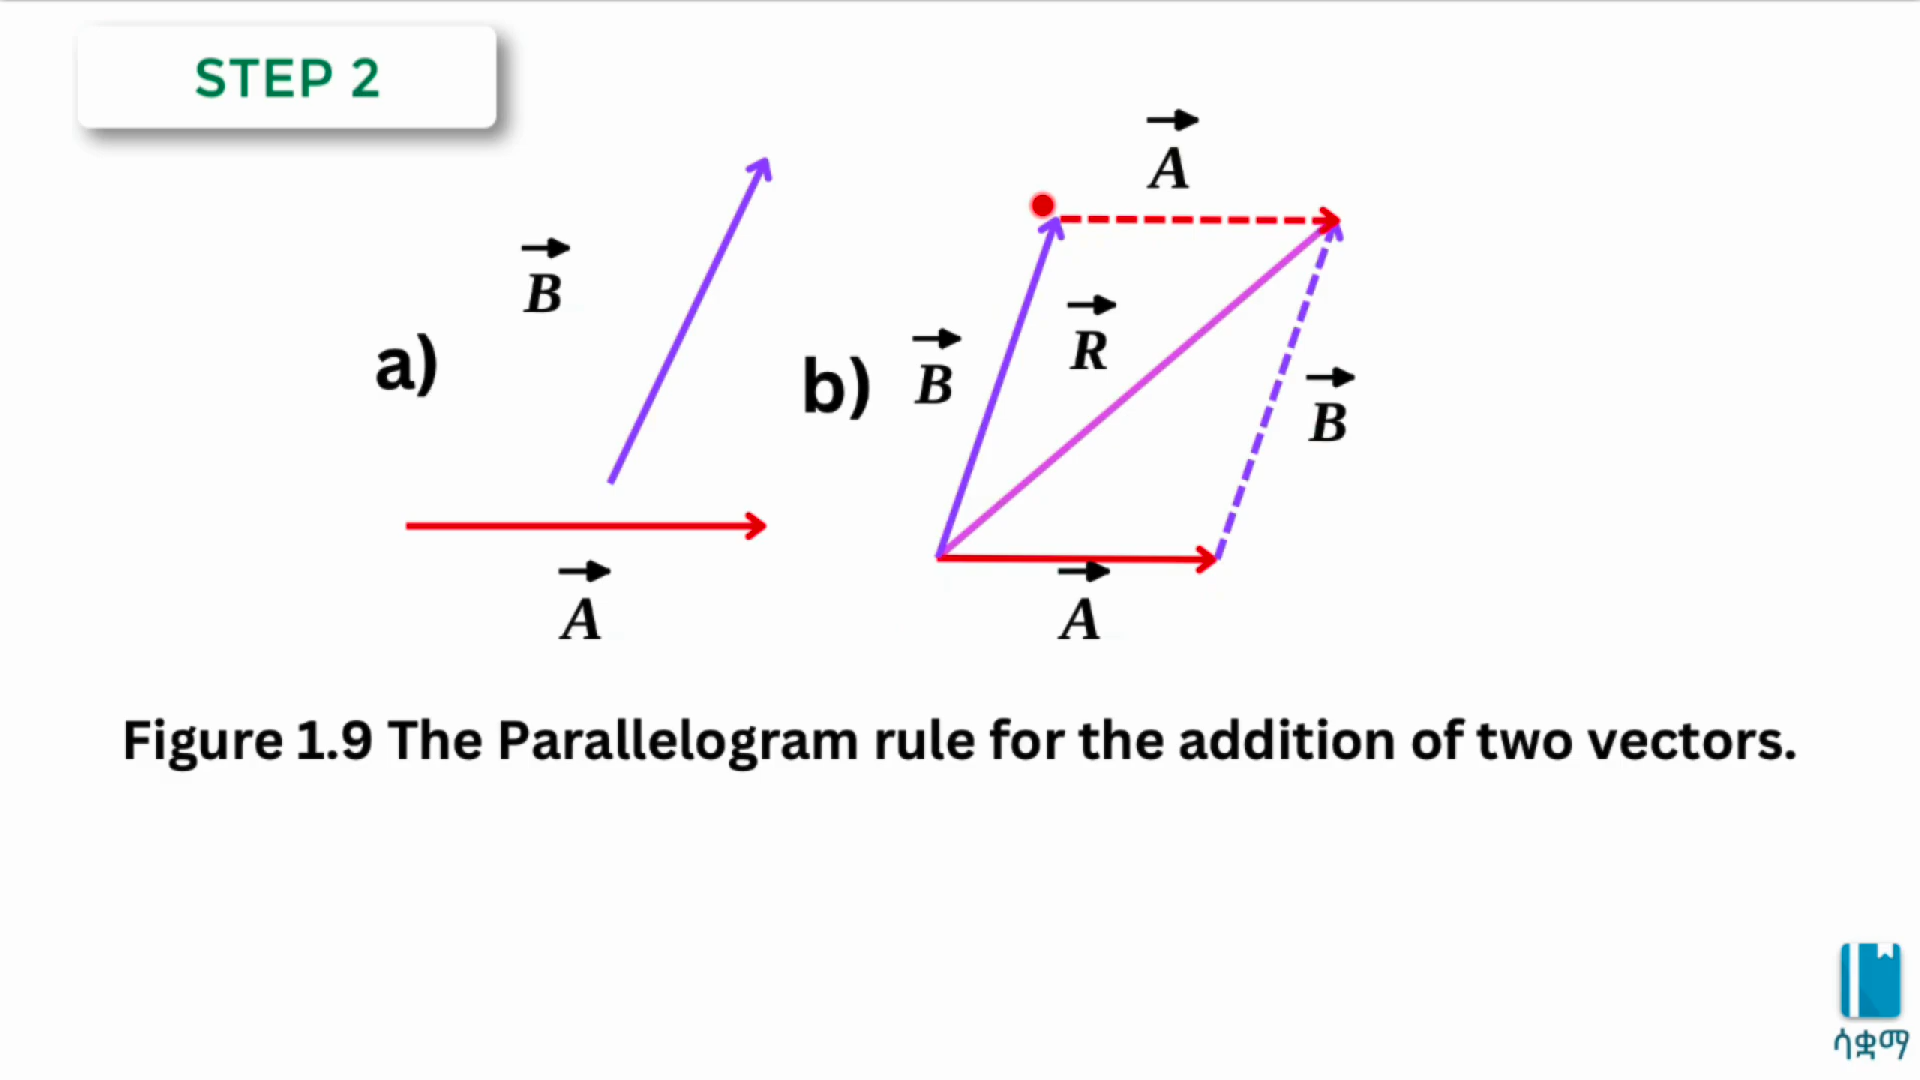 STEP 2
a)
B
A
b)
A
B
R
B
A
Figure 1.9 The Parallelogram rule for the addition of two vectors.
ሳቋማ